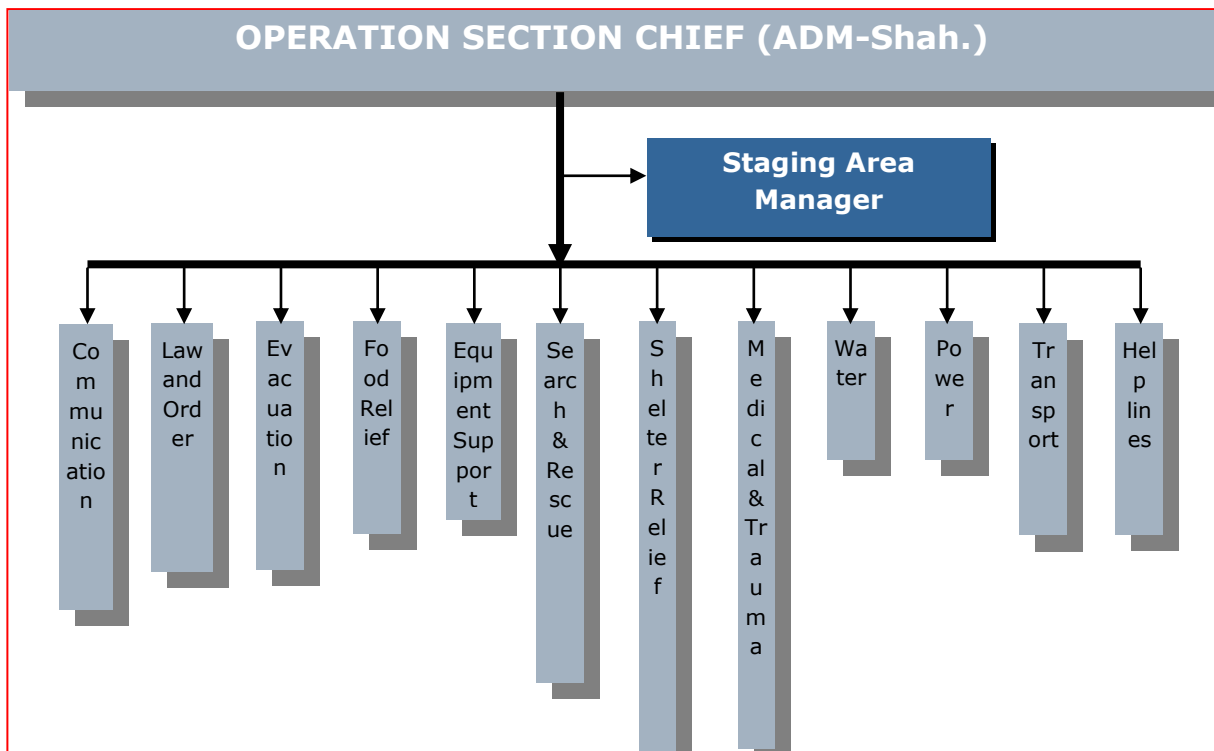 OPERATION SECTION CHIEF (ADM-Shah.)
Staging Area
Manager
Co
m
mu
nic
atio
n
Law
and
Ord
er
Ev
ac
ua
tio
n
Fo
od
Rel
ief
Equ
ipm
ent
Sup
por
t
Se
arc
h
&
Re
sc
ue
S
h
el
te
r
R
el
ie
f
M
e
di
c
al
&
Tr
a
u
m
a
Wa
ter
Po
we
r
Tr
an
sp
ort
Hel
p
lin
es